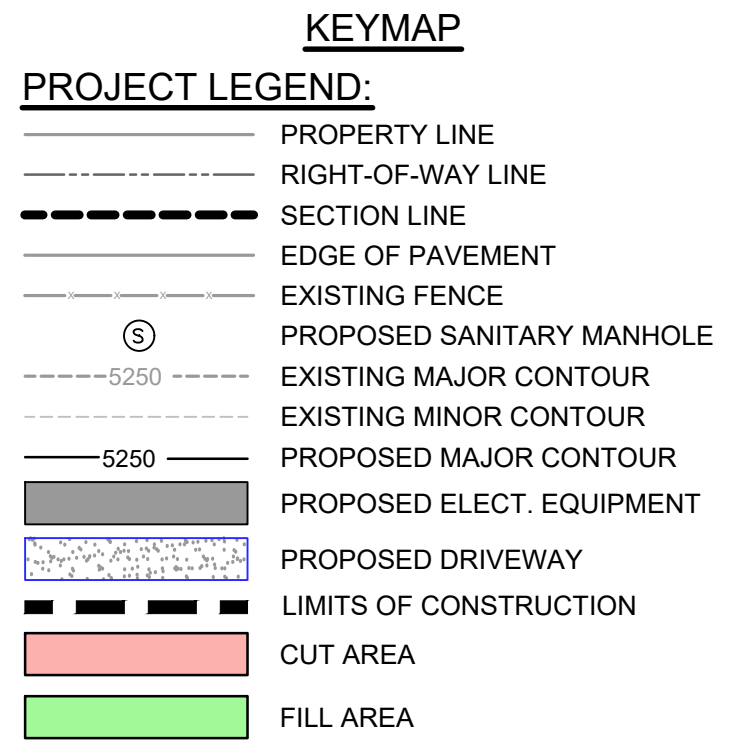 KEYMAP
PROJECT LEGEND:
PROPERTY LINE
RIGHT-OF-WAY LINE
SECTION LINE
EDGE OF PAVEMENT
x x x x EXISTING FENCE
S PROPOSED SANITARY MANHOLE
5250 EXISTING MAJOR CONTOUR
EXISTING MINOR CONTOUR
5250 PROPOSED MAJOR CONTOUR
PROPOSED ELECT. EQUIPMENT
PROPOSED DRIVEWAY
LIMITS OF CONSTRUCTION
CUT AREA
FILL AREA